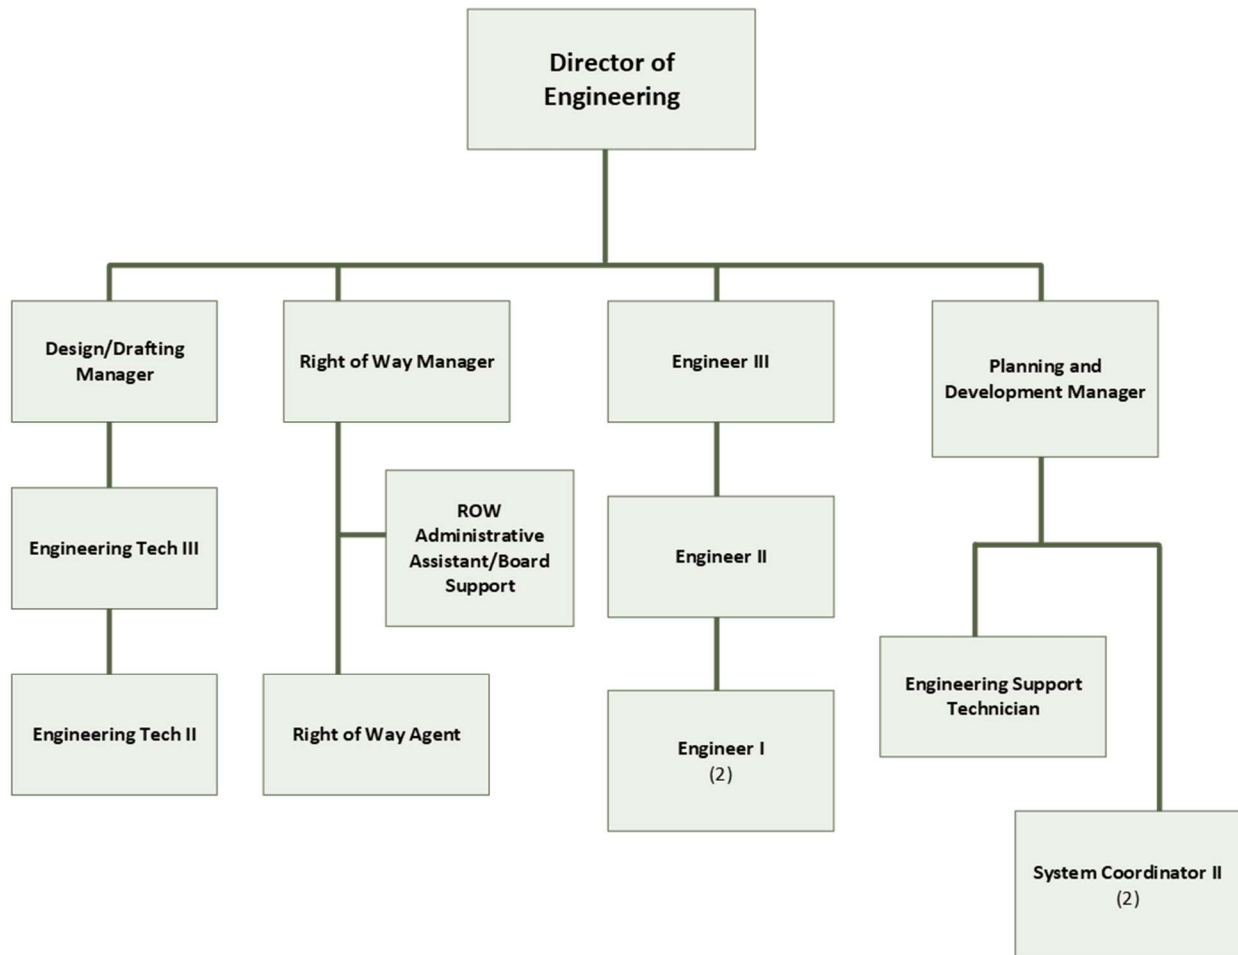 Director of
Engineering
Design/Drafting
Manager
Right of Way Manager
Engineer III
Planning and
Development Manager
Engineering Tech III
ROW
Administrative
Assistant/Board
Support
Engineer II
Engineering Tech II
Right of Way Agent
Engineer I
(2)
Engineering Support
Technician
System Coordinator II
(2)